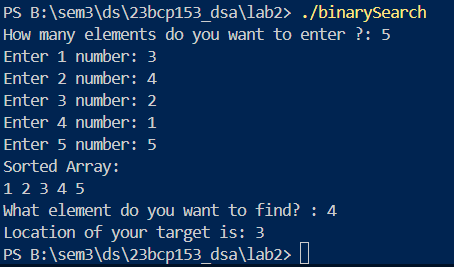 PS B:\sem3\ds\23bcp153_dsa\lab2> ./binarySearch
How many elements do you want to enter ?: 5
Enter 1 number: 3
Enter 2 number: 4
Enter 3 number: 2
Enter 4 number: 1
Enter 5 number: 5
Sorted Array:
1 2 3 4 5
What element do you want to find? : 4
Location of your target is: 3
PS B:\sem3\ds\23bcp153_dsa\lab2>